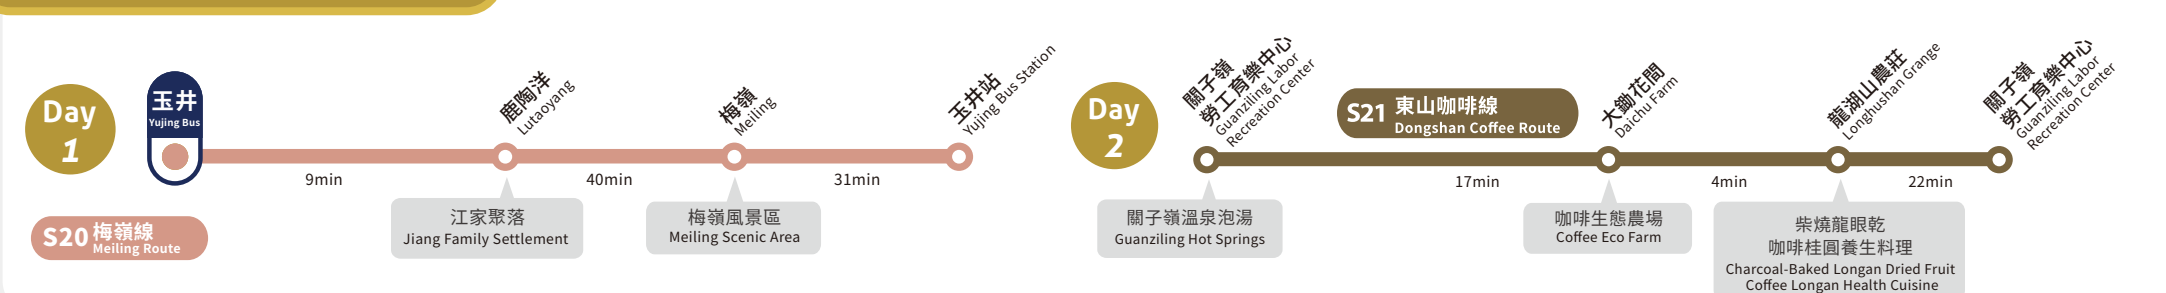 Day
1
玉井
Yujing Bus
鹿陶洋
Lutaoyang
梅嶺
Meiling
玉井站
Yujing Bus Station
9min
40min
31min
江家聚落
Jiang Family Settlement
梅嶺風景區
Meiling Scenic Area
S20 梅嶺線
Meiling Route
Day
2
關子嶺
勞工育樂中心
Guanziling Labor
Recreation Center
S21 東山咖啡線
Dongshan Coffee Route
大鋤花間
Daichu Farm
龍湖山農莊
Longhushan Grange
關子嶺
勞工育樂中心
Guanziling Labor
Recreation Center
17min
4min
22min
關子嶺溫泉泡湯
Guanziling Hot Springs
咖啡生態農場
Coffee Eco Farm
柴燒龍眼乾
咖啡桂圓養生料理
Charcoal-Baked Longan Dried Fruit
Coffee Longan Health Cuisine